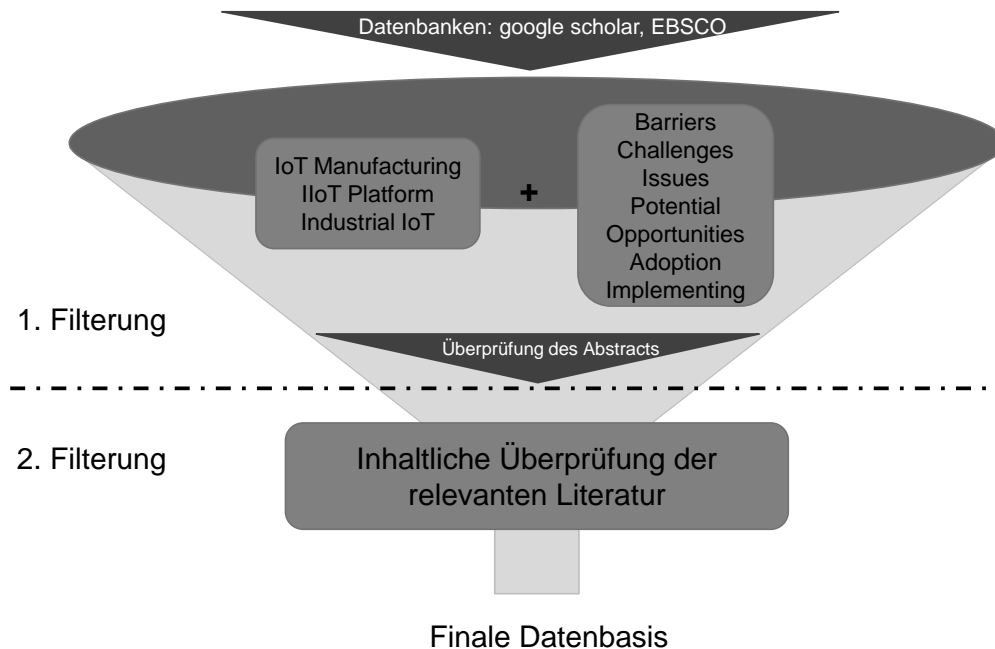 Datenbanken: google scholar, EBSCO
IoT Manufacturing
IIoT Platform
Industrial IoT
+
Barriers
Challenges
Issues
Potential
Opportunities
Adoption
Implementing
1. Filterung
Überprüfung des Abstracts
2. Filterung
Inhaltliche Überprüfung der
relevanten Literatur
Finale Datenbasis